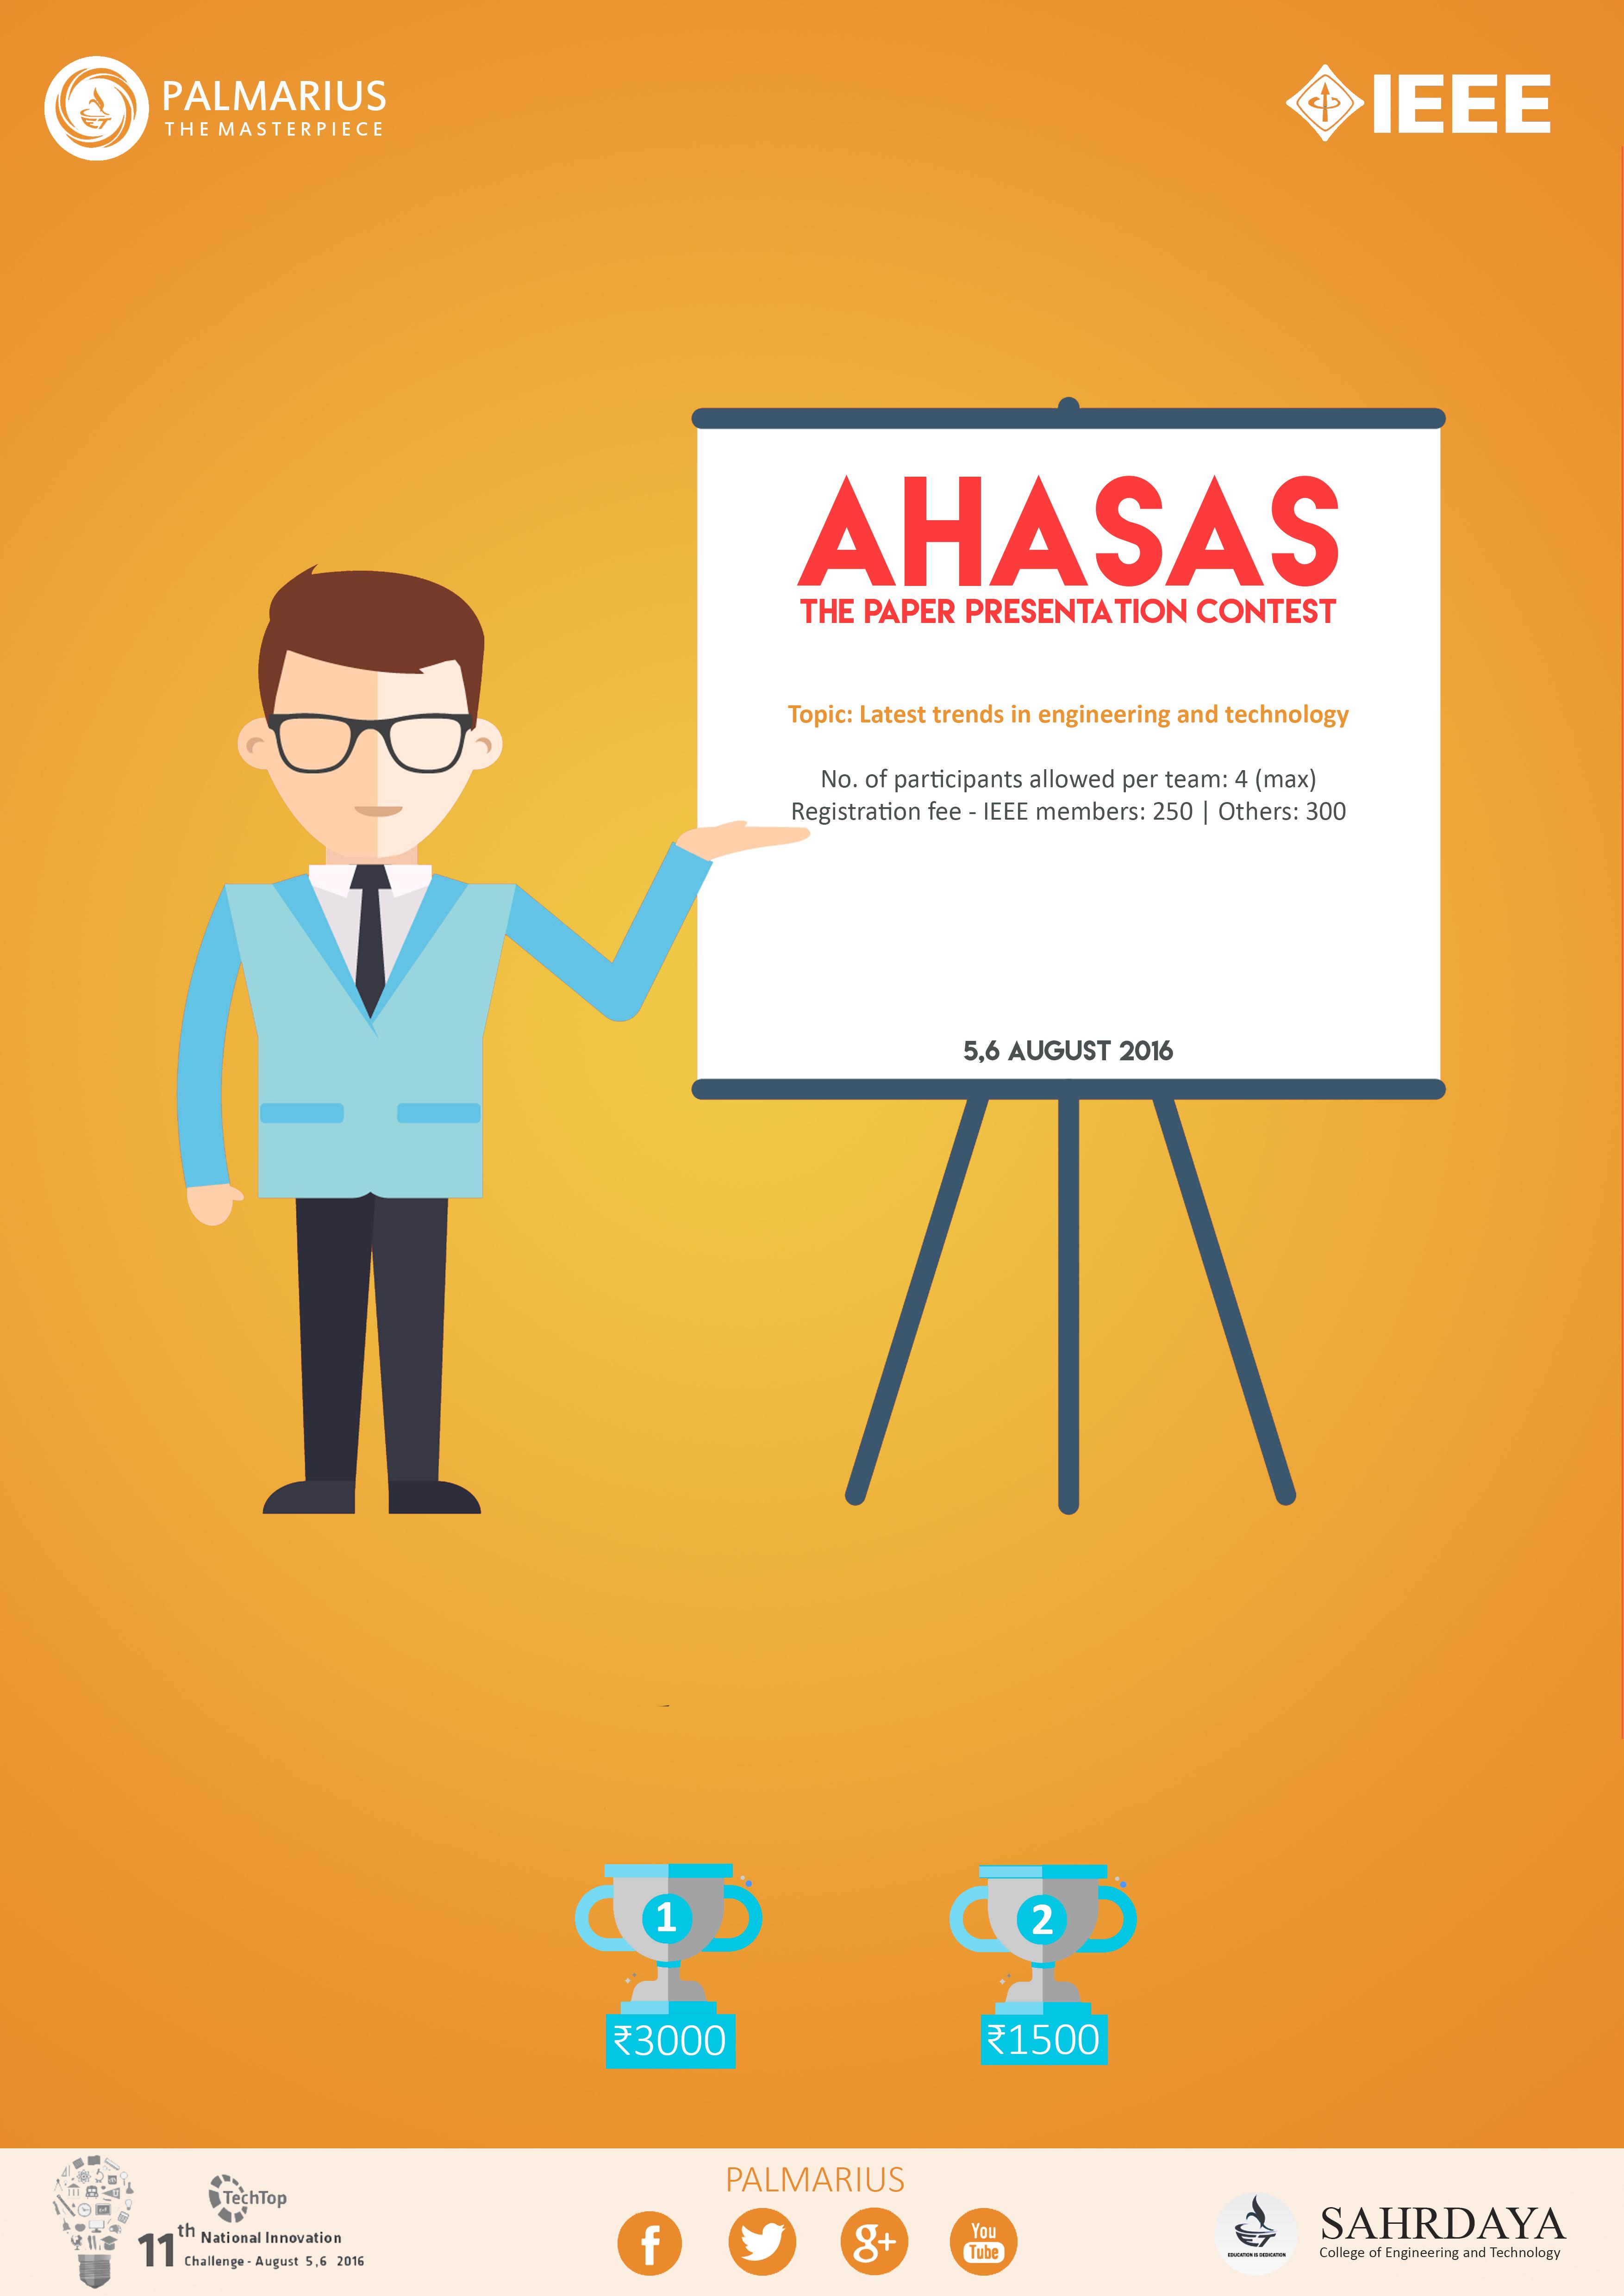 PALMARIUS
THE MASTERPIECE
IEEE
AHASAS
THE PAPER PRESENTATION CONTEST
Topic: Latest trends in engineering and technology
No. of participants allowed per team: 4 (max)
Registration fee - IEEE members: 250 | Others: 300
5,6 AUGUST 2016
1
₹3000
2
₹1500
TechTop
11th National Innovation
Challenge - August 5,6 2016
PALMARIUS
f
g+
You
Tube
EDUCATION IS DEDICATION
SAHRDAYA
College of Engineering and Technology